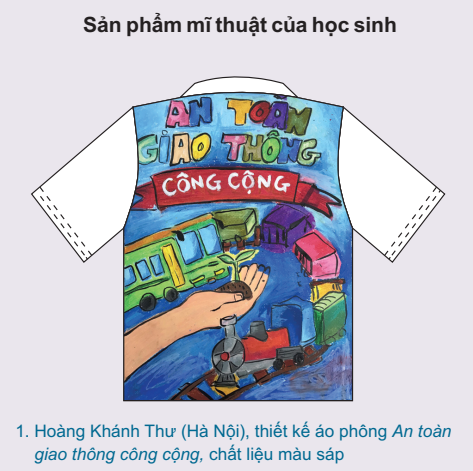 Sản phẩm mĩ thuật của học sinh
AN TOÀN
GIAO THÔNG
CÔNG CỘNG
1. Hoàng Khánh Thư (Hà Nội), thiết kế áo phông An toàn
giao thông công cộng, chất liệu màu sáp